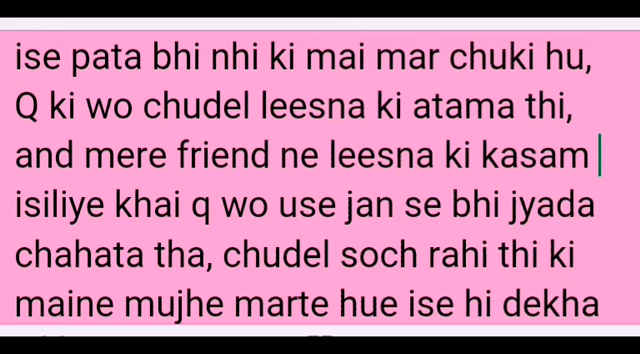 ise pata bhi nhi ki mai mar chuki hu,
Q ki wo chudel leesna ki atama thi,
and mere friend ne leesna ki kasam
isiliye khai q wo use jan se bhi jyada
chahata tha, chudel soch rahi thi ki
maine mujhe marte hue ise hi dekha